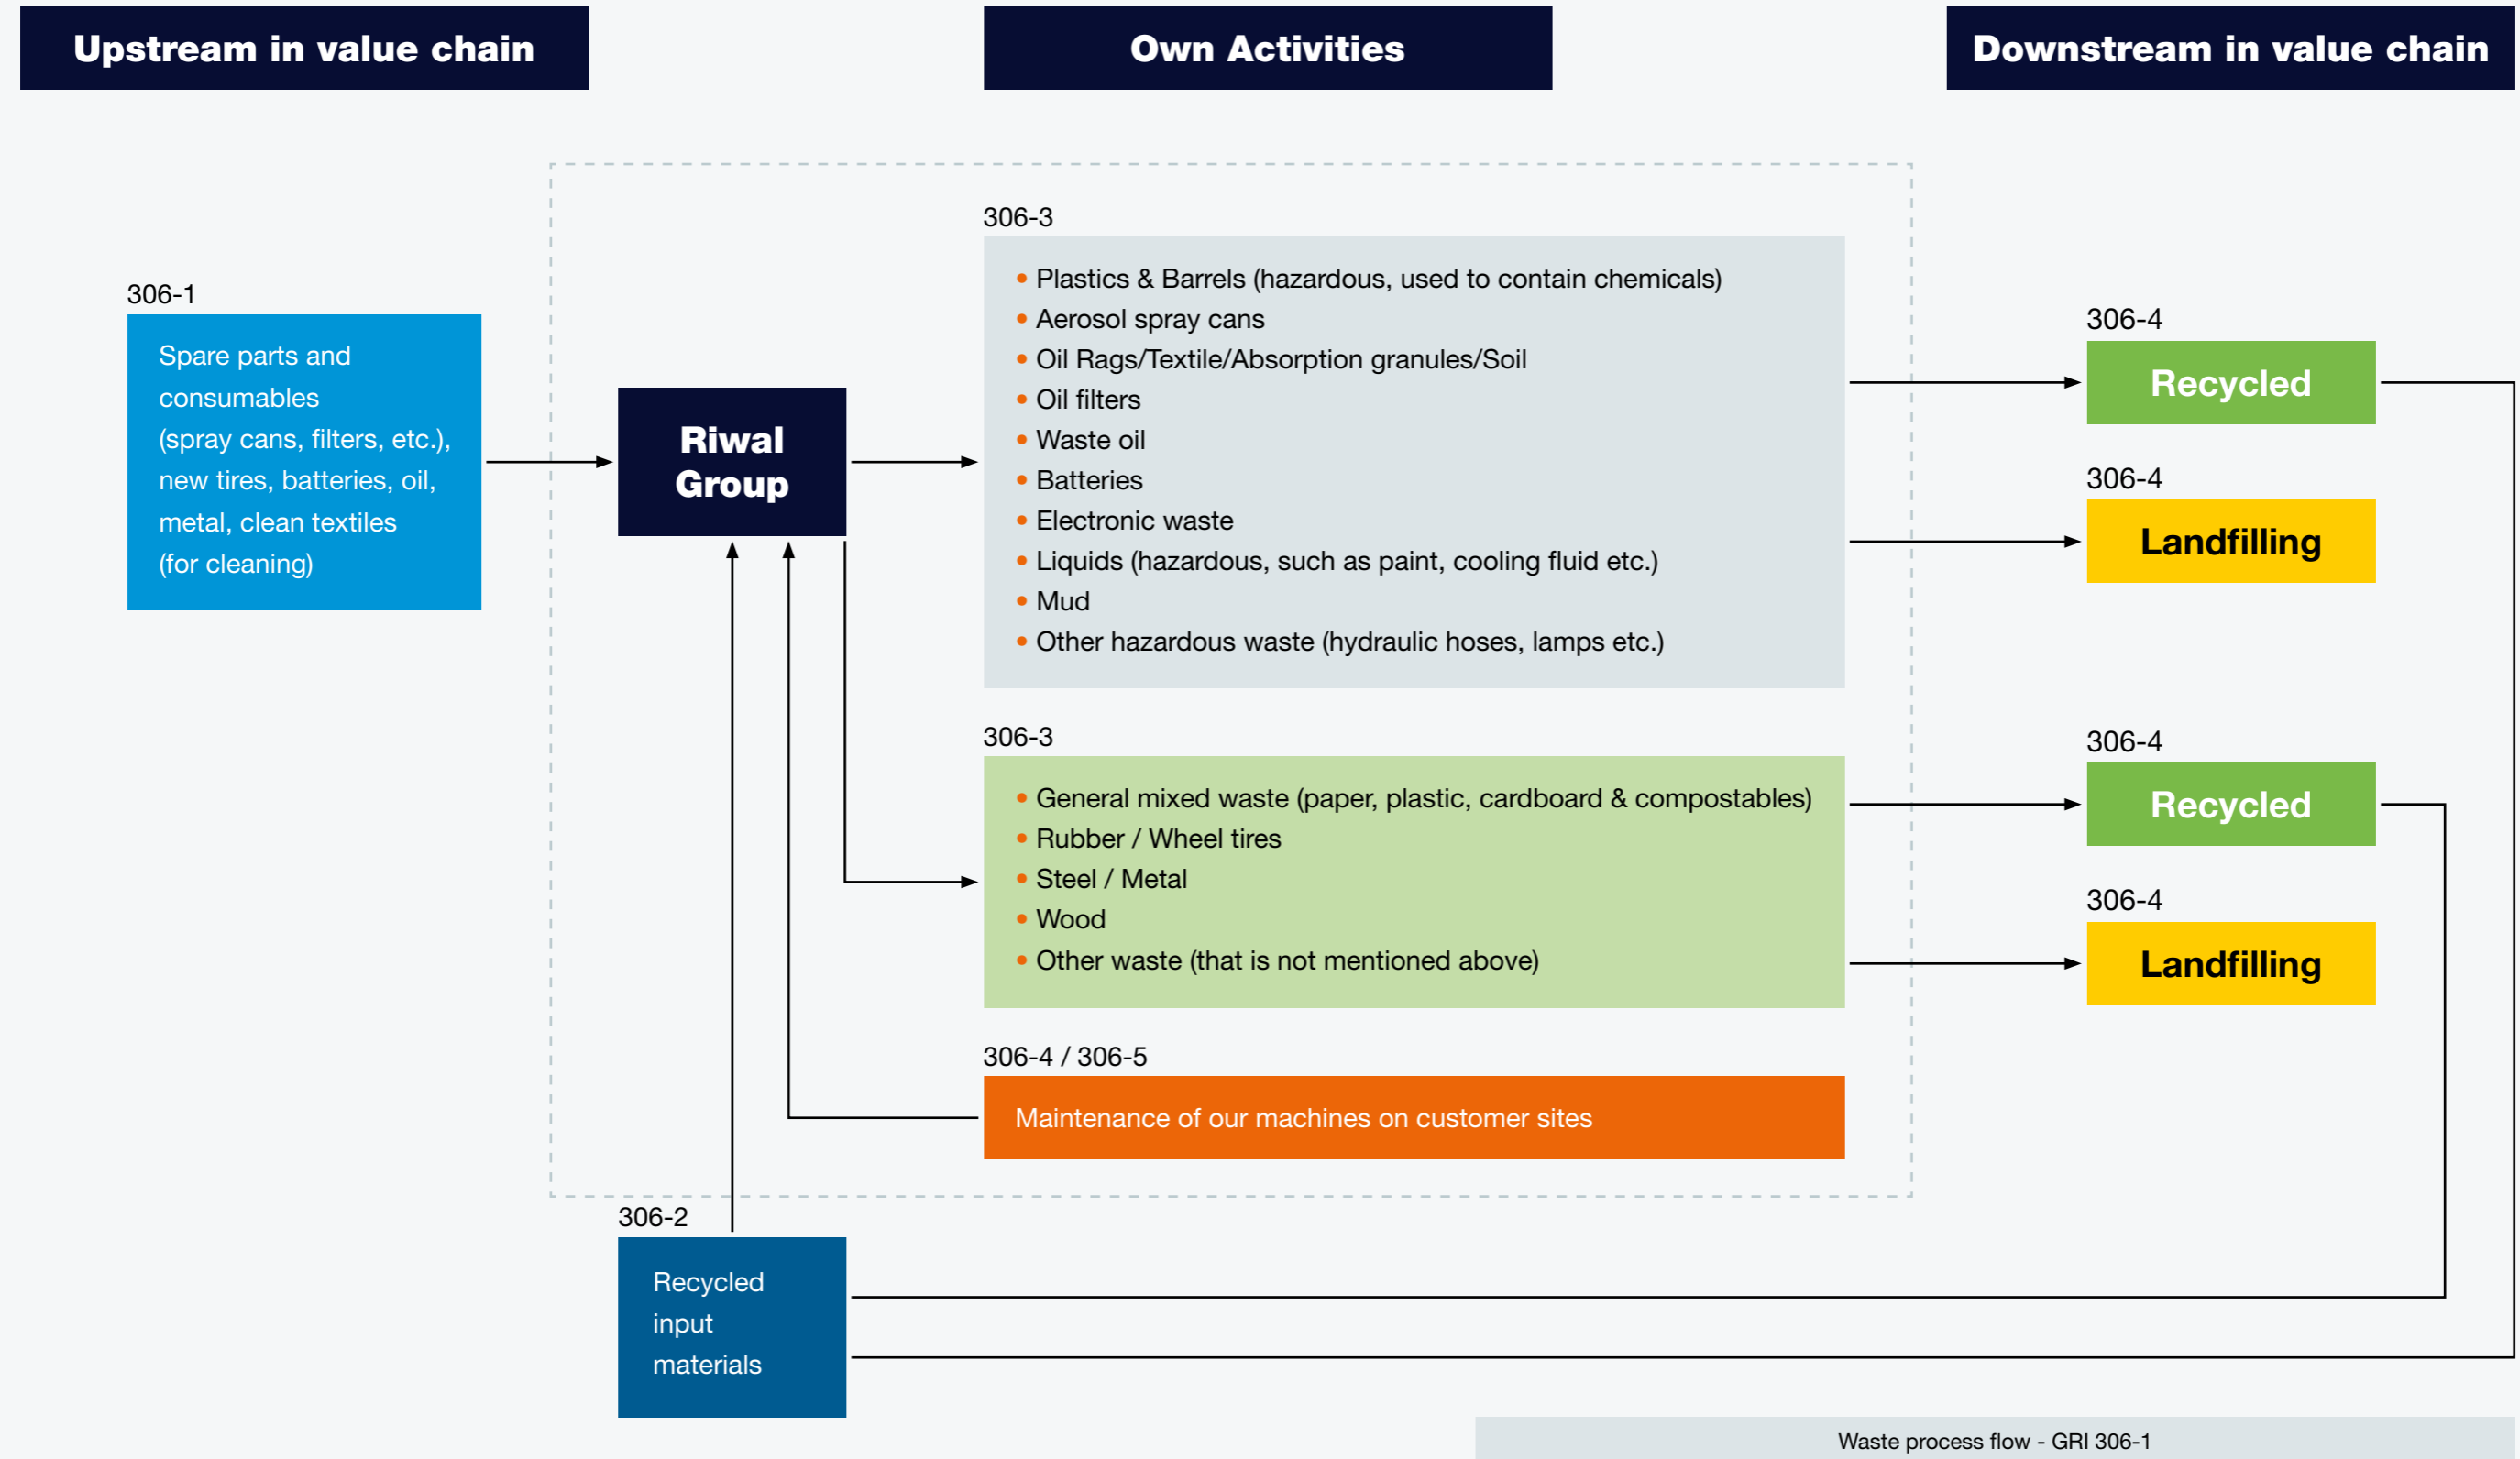 Upstream in value chain
Own Activities
Downstream in value chain
306-1
Spare parts and
consumables
(spray cans, filters, etc.),
new tires, batteries, oil,
metal, clean textiles
(for cleaning)
Riwal
Group
306-3
• Plastics & Barrels (hazardous, used to contain chemicals)
• Aerosol spray cans
• Oil Rags/Textile/Absorption granules/Soil
• Oil filters
• Waste oil
• Batteries
• Electronic waste
• Liquids (hazardous, such as paint, cooling fluid etc.)
• Mud
• Other hazardous waste (hydraulic hoses, lamps etc.)
306-4
Recycled
306-4
Landfilling
306-3
• General mixed waste (paper, plastic, cardboard & compostables)
• Rubber / Wheel tires
• Steel / Metal
• Wood
• Other waste (that is not mentioned above)
306-4
Recycled
306-4
Landfilling
306-4 / 306-5
Maintenance of our machines on customer sites
306-2
Recycled
input
materials
Waste process flow - GRI 306-1